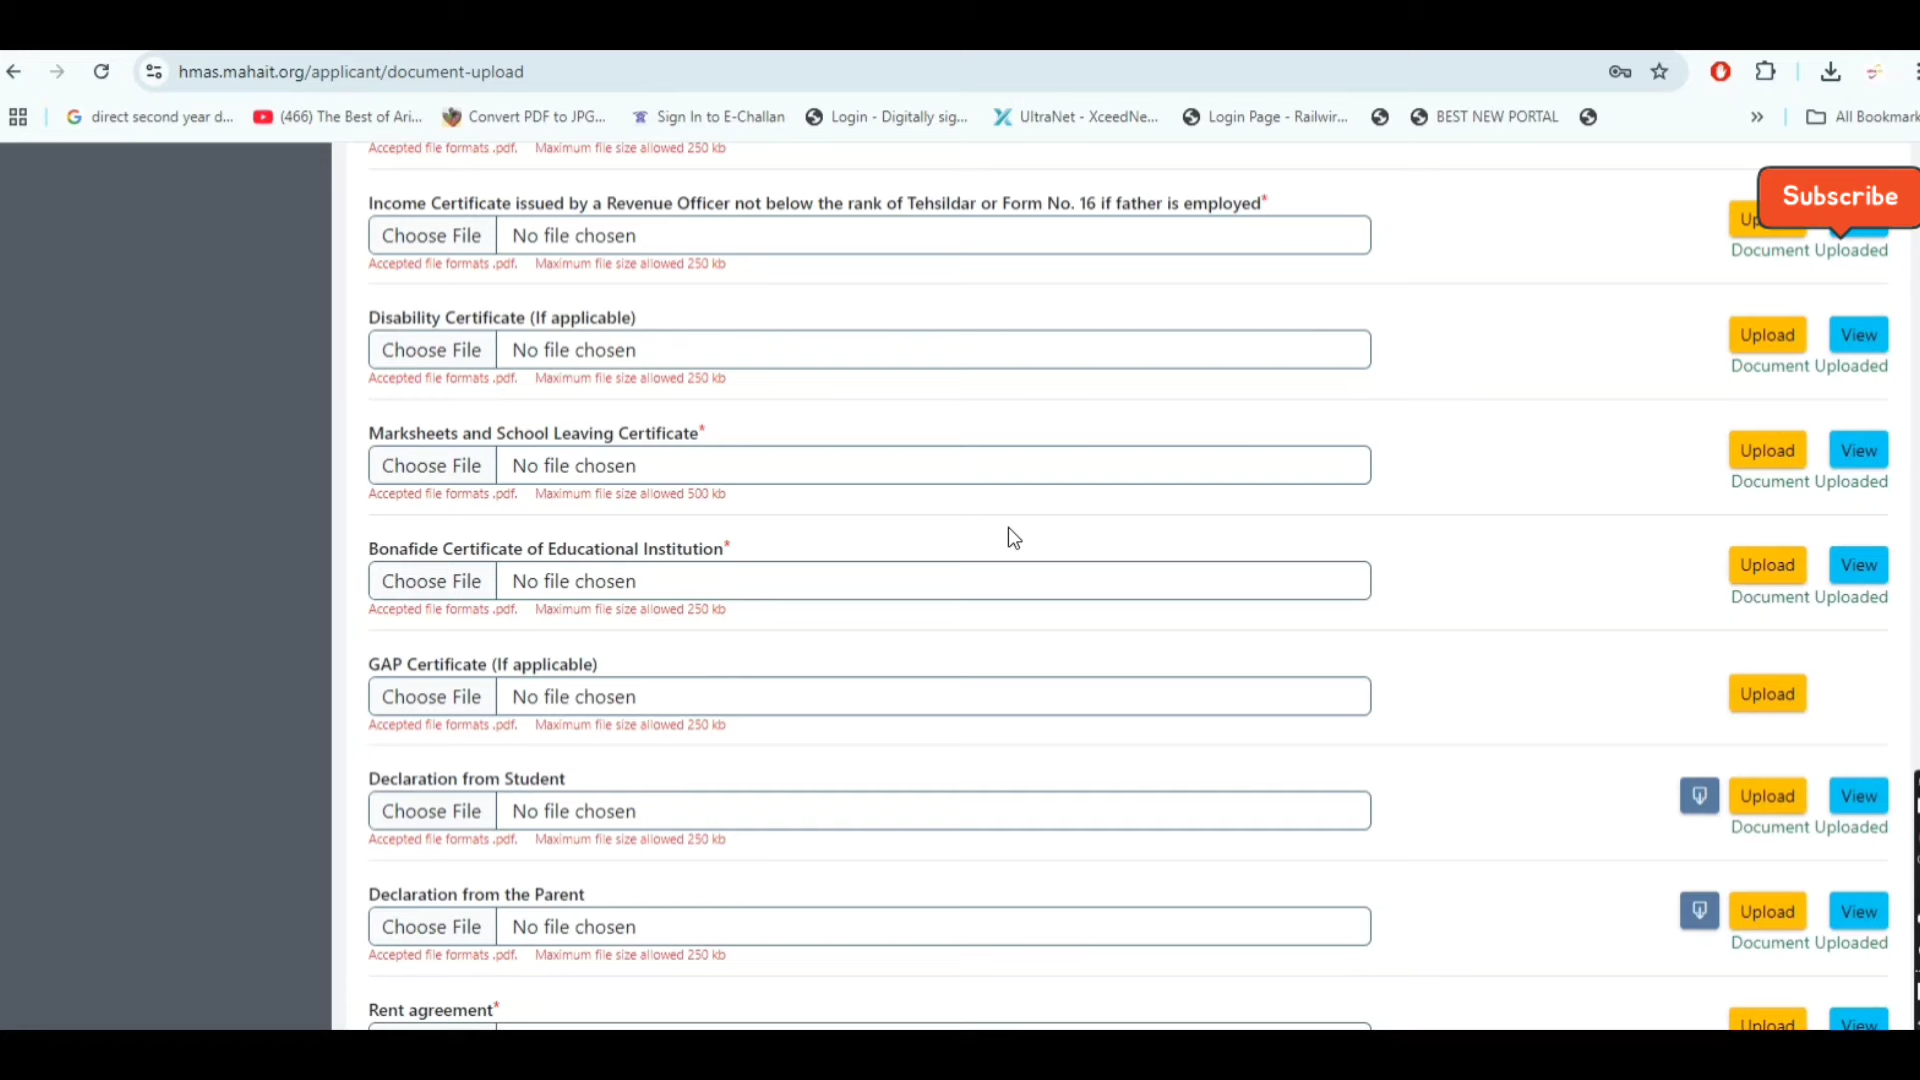 hmas.mahait.org/applicant/document-upload
direct second year d... (466) The Best of Ari... Convert PDF to JPG... Sign In to E-Challan Login - Digitally sig... UltraNet - XceedNe... Login Page - Railwir... BEST NEW PORTAL » All Bookmark
Accepted file formats .pdf. Maximum file size allowed 250 kb
Subscribe
Income Certificate issued by a Revenue Officer not below the rank of Tehsildar or Form No. 16 if father is employed*
Choose File No file chosen Up
Accepted file formats .pdf. Maximum file size allowed 250 kb Document Uploaded
Disability Certificate (If applicable)
Choose File No file chosen Upload View
Accepted file formats .pdf. Maximum file size allowed 250 kb Document Uploaded
Marksheets and School Leaving Certificate*
Choose File No file chosen Upload View
Accepted file formats .pdf. Maximum file size allowed 500 kb Document Uploaded
Bonafide Certificate of Educational Institution*
Choose File No file chosen Upload View
Accepted file formats .pdf. Maximum file size allowed 250 kb Document Uploaded
GAP Certificate (If applicable)
Choose File No file chosen Upload
Accepted file formats .pdf. Maximum file size allowed 250 kb
Declaration from Student
Choose File No file chosen Upload View
Accepted file formats .pdf. Maximum file size allowed 250 kb Document Uploaded
Declaration from the Parent
Choose File No file chosen Upload View
Accepted file formats .pdf. Maximum file size allowed 250 kb Document Uploaded
Rent agreement*
Upload View